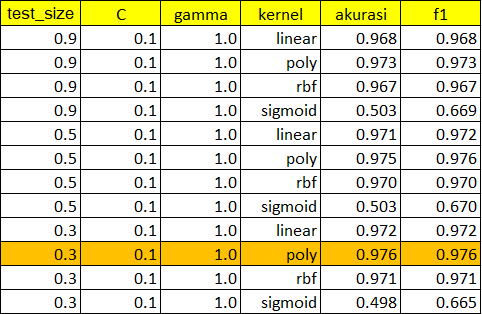 test_size C gamma kernel akurasi f1
0.9 0.1 1.0 linear 0.968 0.968
0.9 0.1 1.0 poly 0.973 0.973
0.9 0.1 1.0 rbf 0.967 0.967
0.9 0.1 1.0 sigmoid 0.503 0.669
0.5 0.1 1.0 linear 0.971 0.972
0.5 0.1 1.0 poly 0.975 0.976
0.5 0.1 1.0 rbf 0.970 0.970
0.5 0.1 1.0 sigmoid 0.503 0.670
0.3 0.1 1.0 linear 0.972 0.972
0.3 0.1 1.0 poly 0.976 0.976
0.3 0.1 1.0 rbf 0.971 0.971
0.3 0.1 1.0 sigmoid 0.498 0.665